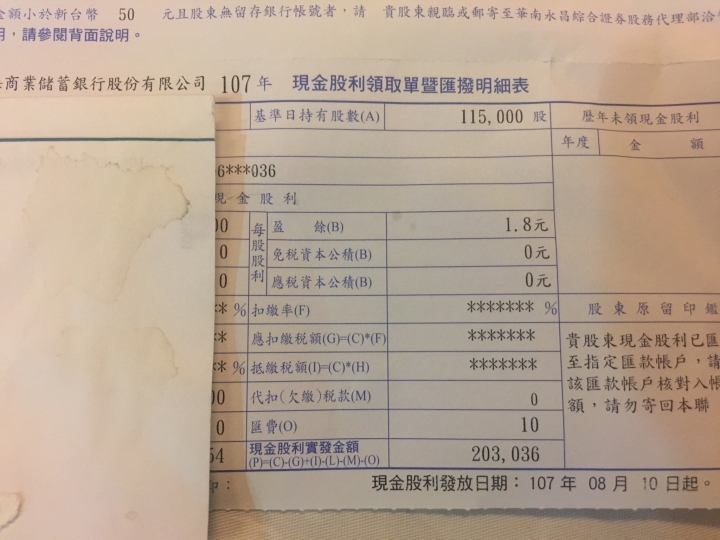 金額小於新台幣 50 元且股東無留存銀行帳號者,請 貴股東親臨或郵寄至華南永昌綜合證券股務代理部洽
明,請參閱背面說明。
商業儲蓄銀行股份有限公司 107 年 現金股利領取單暨匯撥明細表
基準日持有股數(A) 115,000 股 歷年未領現金股利
年度 金 額
6***036
現 金 股 利
每股股利
00 盈 餘(B) 1.8元
0 免稅資本公積(B) 0元
0 應稅資本公積(B) 0元
** % 扣繳率(F) ******* % 股 東 原 留 印 鑑
** 應扣繳稅額(G)=(C)*(F) *******
** % 抵繳稅額(I)=(C)*(H) *******
00 代扣(欠繳)稅款(M) 0
0 匯費(O) 10
54 現金股利實發金額 203,036
(P)=(C)-(G)+(I)-(L)-(M)-(O)
貴股東現金股利已匯
至指定匯款帳戶,請
該匯款帳戶核對入帳
額,請勿寄回本聯
印: 現金股利發放日期:107 年 08 月 10 日起。